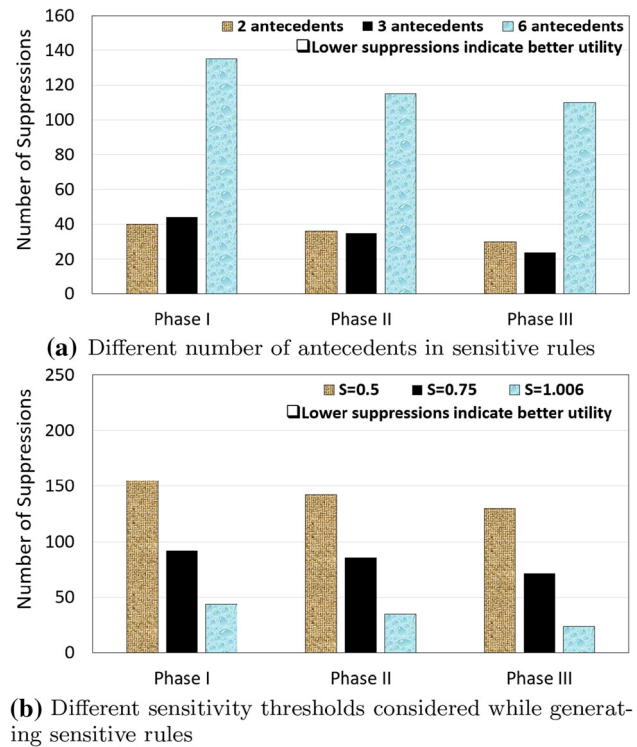 160
2 antecedents 3 antecedents 6 antecedents
❑Lower suppressions indicate better utility
140
120
100
80
60
40
20
0
Number of Suppressions
Phase I Phase II Phase III
(a) Different number of antecedents in sensitive rules
250
S=0.5 S=0.75 S=1.006
❑Lower suppressions indicate better utility
200
150
100
50
0
Number of Suppressions
Phase I Phase II Phase III
(b) Different sensitivity thresholds considered while generat-
ing sensitive rules